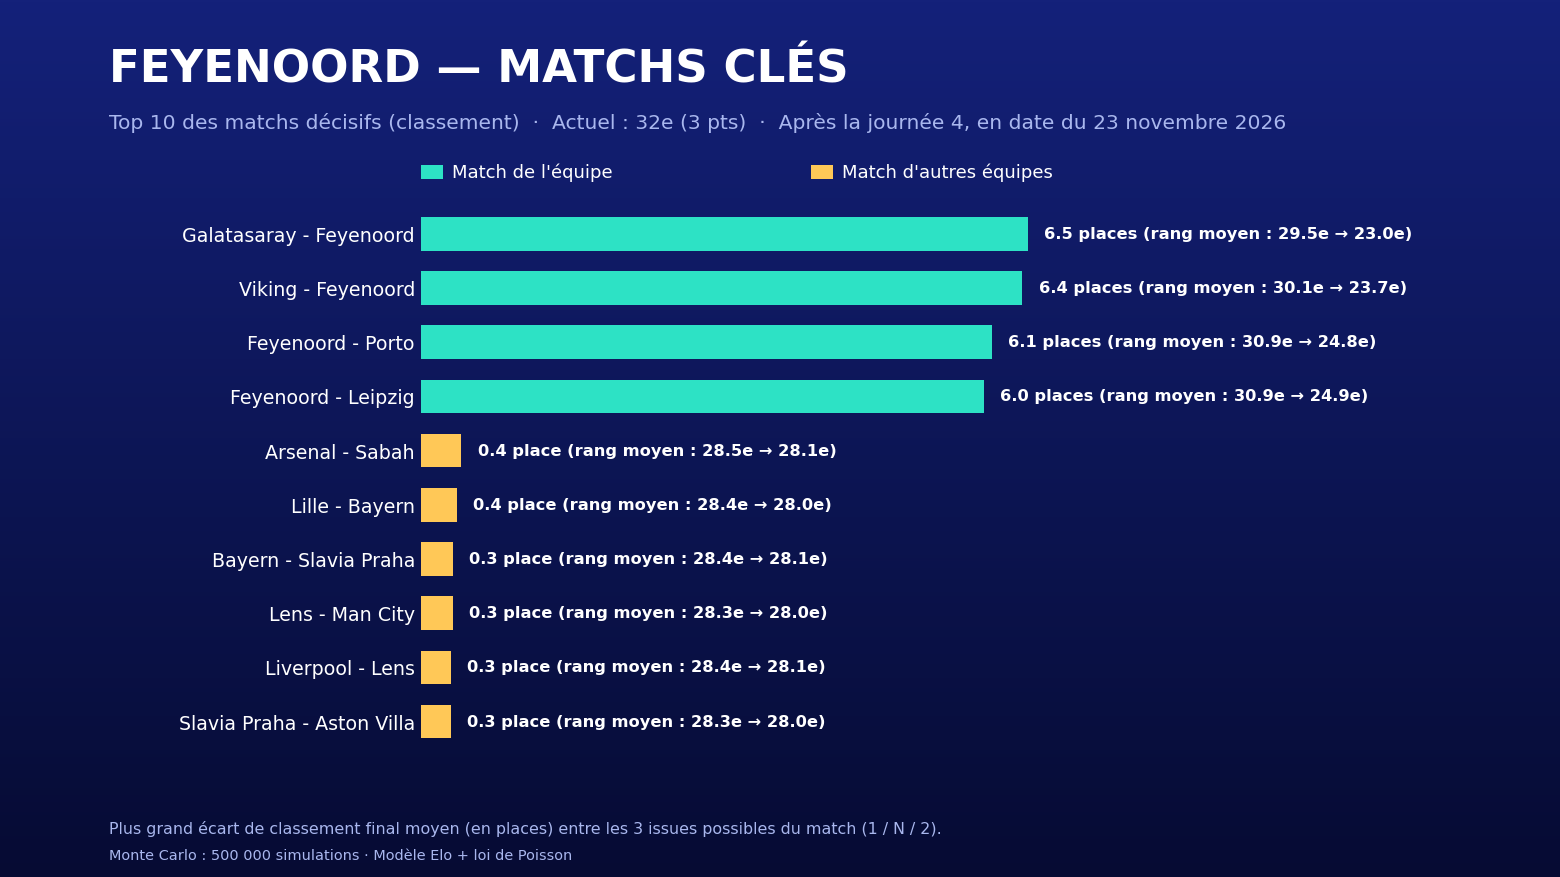 FEYENOORD — MATCHS CLÉS
Top 10 des matchs décisifs (classement) · Actuel : 32e (3 pts) · Après la journée 4, en date du 23 novembre 2026
Match de l'équipe Match d'autres équipes
Galatasaray - Feyenoord 6.5 places (rang moyen : 29.5e → 23.0e)
Viking - Feyenoord 6.4 places (rang moyen : 30.1e → 23.7e)
Feyenoord - Porto 6.1 places (rang moyen : 30.9e → 24.8e)
Feyenoord - Leipzig 6.0 places (rang moyen : 30.9e → 24.9e)
Arsenal - Sabah 0.4 place (rang moyen : 28.5e → 28.1e)
Lille - Bayern 0.4 place (rang moyen : 28.4e → 28.0e)
Bayern - Slavia Praha 0.3 place (rang moyen : 28.4e → 28.1e)
Lens - Man City 0.3 place (rang moyen : 28.3e → 28.0e)
Liverpool - Lens 0.3 place (rang moyen : 28.4e → 28.1e)
Slavia Praha - Aston Villa 0.3 place (rang moyen : 28.3e → 28.0e)
Plus grand écart de classement final moyen (en places) entre les 3 issues possibles du match (1 / N / 2).
Monte Carlo : 500 000 simulations · Modèle Elo + loi de Poisson